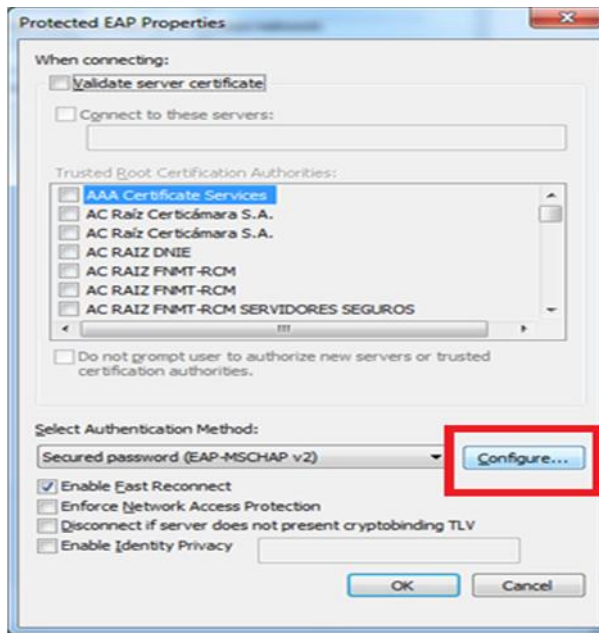 Protected EAP Properties
When connecting:
Validate server certificate
Connect to these servers:
Trusted Root Certification Authorities:
AAA Certificate Services
AC Raíz Certicámara S.A.
AC Raíz Certicámara S.A.
AC RAIZ DNIE
AC RAIZ FNMT-RCM
AC RAIZ FNMT-RCM
AC RAIZ FNMT-RCM SERVIDORES SEGUROS
Do not prompt user to authorize new servers or trusted
certification authorities.
Select Authentication Method:
Secured password (EAP-MSCHAP v2) Configure...
Enable Fast Reconnect
Enforce Network Access Protection
Disconnect if server does not present cryptobinding TLV
Enable Identity Privacy
OK Cancel